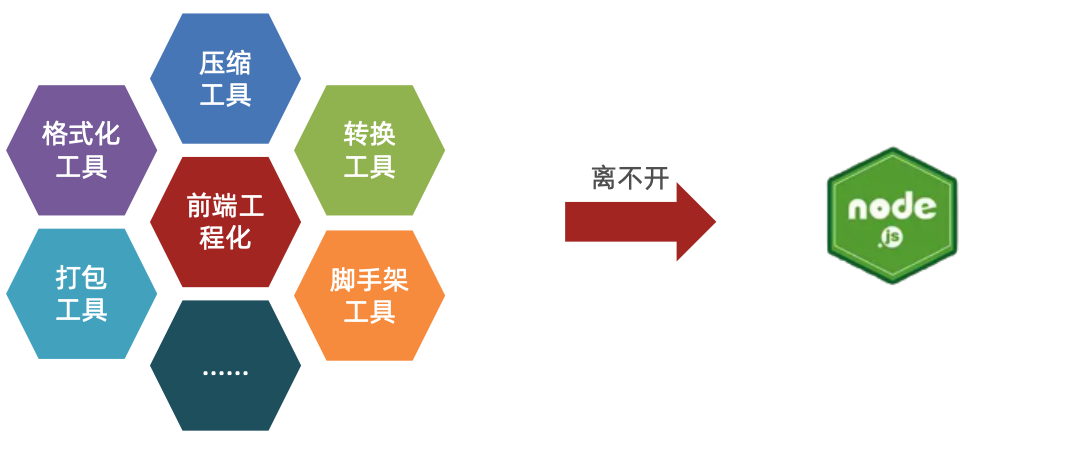 压缩
工具
格式化
工具
转换
工具
前端工
程化
打包
工具
脚手架
工具
......
离不开
node
.js